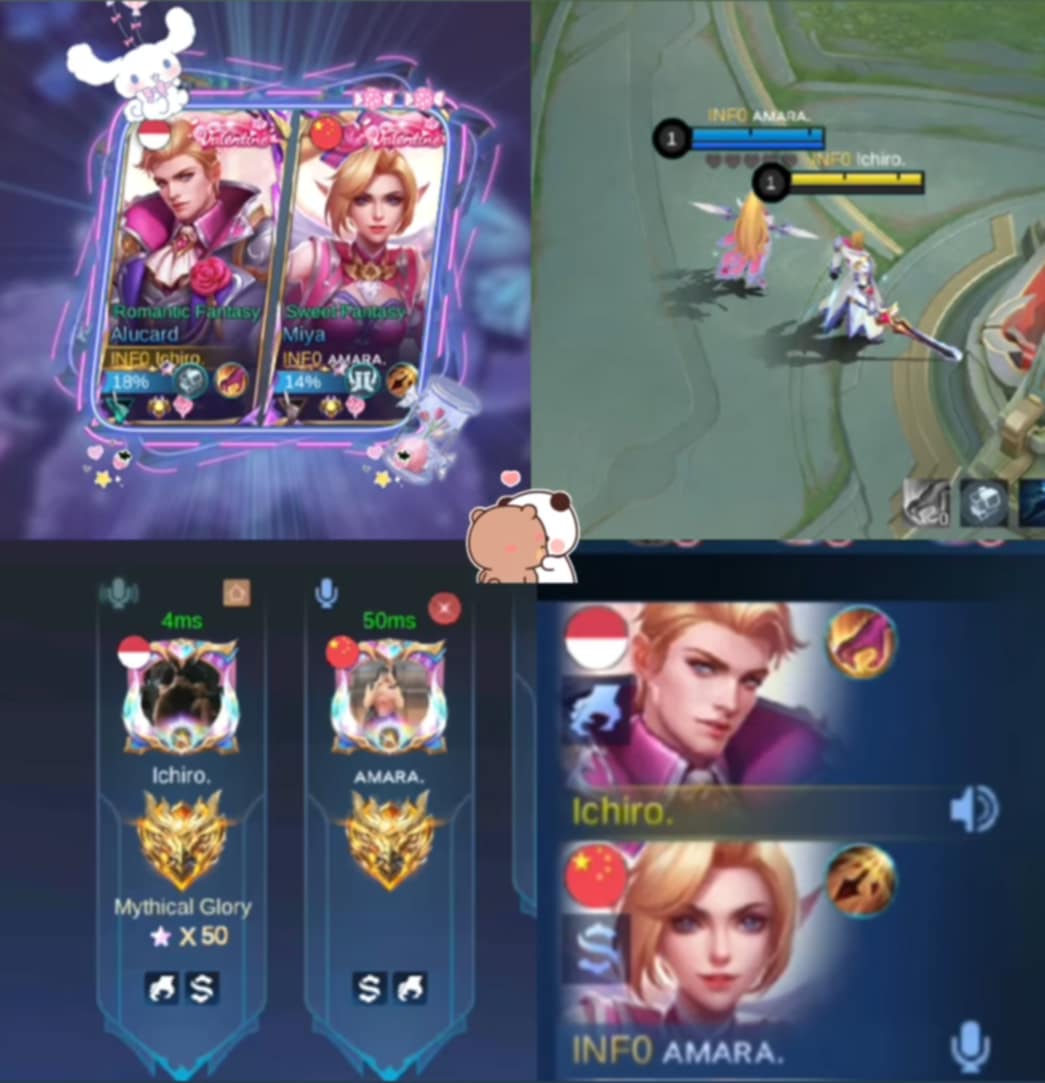 Valentine
Valentine
Romantic Fantasy
Alucard
INF0 Ichiro.
18%
Sweet Fantasy
Miya
INF0 AMARA.
14%
INF0 AMARA.
1
INF0 Ichiro.
1
0
4ms
Ichiro.
Mythical Glory
X 50
50ms
AMARA.
Ichiro.
INF0 AMARA.